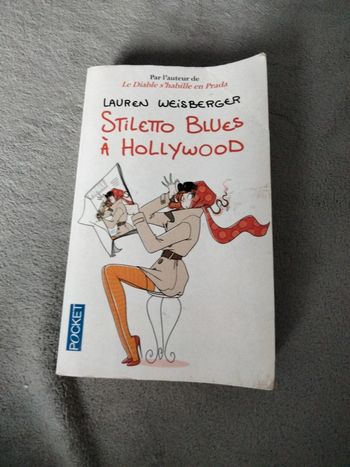 Par l'auteur de
Le Diable s'habille en Prada
LAUREN WEISBERGER
STILETTO BLUES
À HOLLYWOOD
POCKET